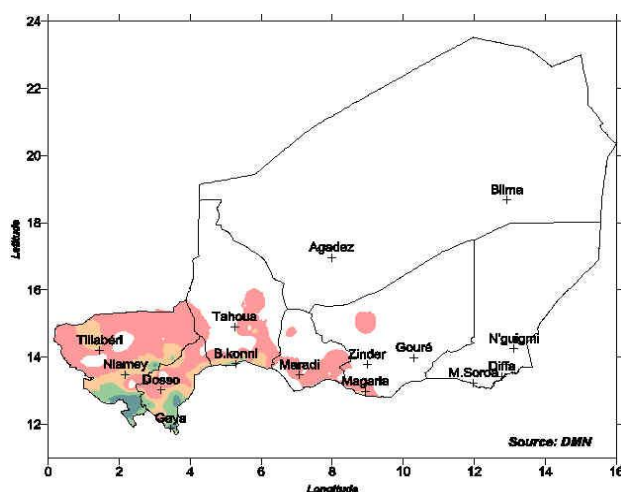 24
22
20
18
16
14
12
Latitude
Bilma
Agadez
Tahoua
Tillabéri
N'guigmi
Zinder
Gouré
B.konni
Niamey
Maradi
Diffa
Dosso
M.Soroa
Magaria
Gaya
Source: DMN
0 2 4 6 8 10 12 14 16
Longitude